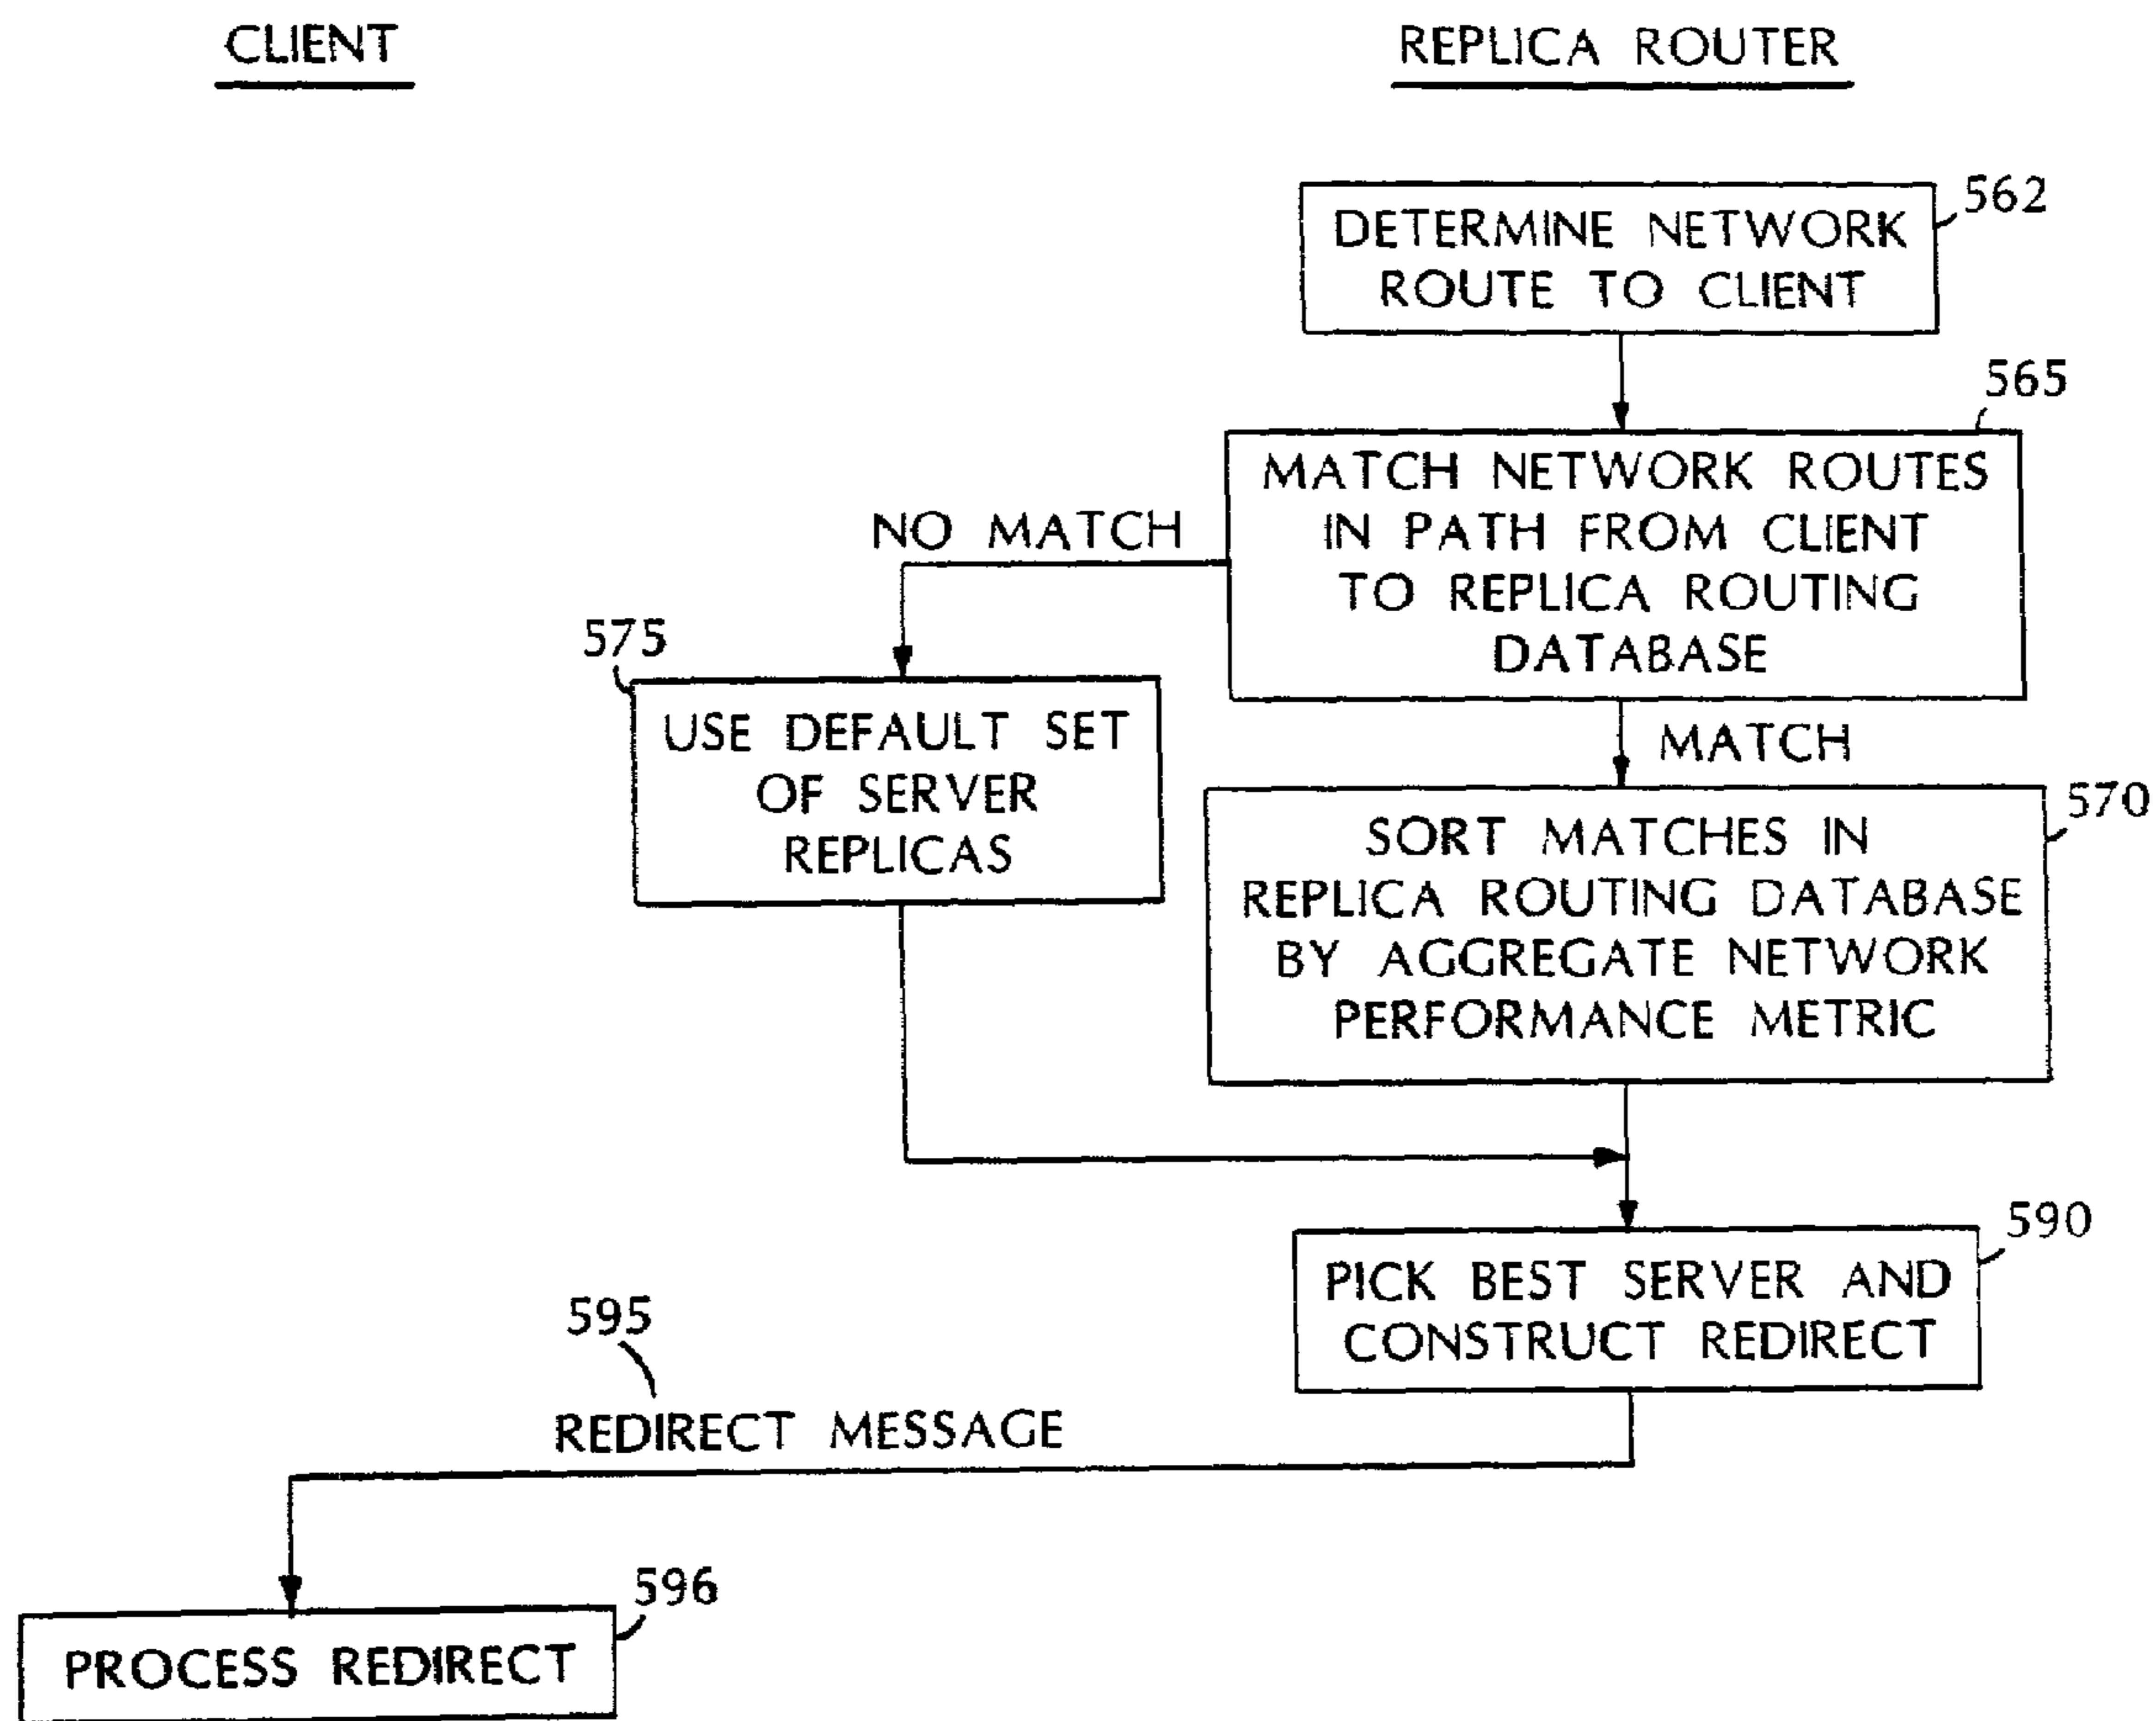 CLIENT
REPLICA ROUTER
562
DETERMINE NETWORK
ROUTE TO CLIENT
565
MATCH NETWORK ROUTES
IN PATH FROM CLIENT
TO REPLICA ROUTING
DATABASE
NO MATCH
MATCH
575
USE DEFAULT SET
OF SERVER
REPLICAS
570
SORT MATCHES IN
REPLICA ROUTING DATABASE
BY AGGREGATE NETWORK
PERFORMANCE METRIC
590
PICK BEST SERVER AND
CONSTRUCT REDIRECT
595
REDIRECT MESSAGE
596
PROCESS REDIRECT